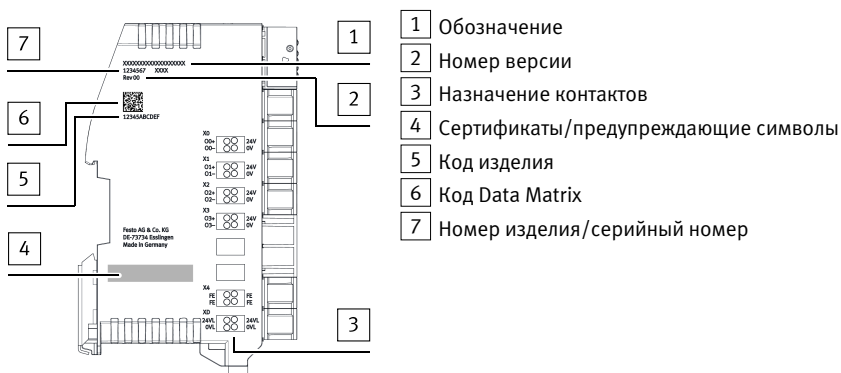 7
1
XXXXXXXXXXXXXXXXXXX
1234567 XXXX
Rev 00
2
6
12345ABCDEF
5
X0
O0+ 24V
O0- 0V
X1
O1+ 24V
O1- 0V
X2
O2+ 24V
O2- 0V
X3
O3+ 24V
O3- 0V
Festo AG & Co. KG
DE-73734 Esslingen
Made in Germany
4
X4
FE FE
FE FE
XD
24VL 24VL
0VL 0VL
3
1 Обозначение
2 Номер версии
3 Назначение контактов
4 Сертификаты/предупреждающие символы
5 Код изделия
6 Код Data Matrix
7 Номер изделия/серийный номер